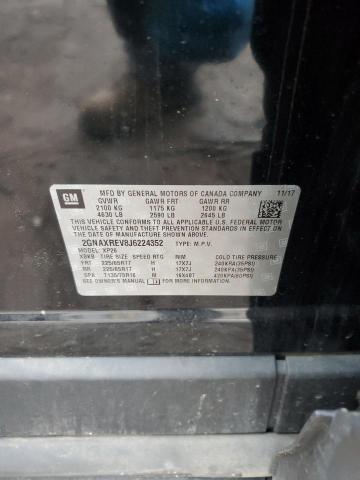 GM
MFD BY GENERAL MOTORS OF CANADA COMPANY 11/17
GVWR GAWR FRT GAWR RR
2100 KG 1175 KG 1200 KG
4630 LB 2590 LB 2645 LB
THIS VEHICLE CONFORMS TO ALL APPLICABLE U.S. FEDERAL MOTOR
VEHICLE SAFETY, BUMPER, AND THEFT PREVENTION
STANDARDS IN EFFECT ON THE DATE OF
MANUFACTURE SHOWN ABOVE.
2GNAXREV8J6224352 TYPE: M.P.V.
MODEL: XP26
XBKB TIRE SIZE SPEED RTG RIM COLD TIRE PRESSURE
FRT 225/65R17 H 17X7J 240KPA(35PSI)
RR 225/65R17 H 17X7J 240KPA(35PSI)
SPA T135/70R16 M 16X4BT 420KPA(60PSI)
SEE OWNER'S MANUAL FOR ADDITIONAL INFORMATION